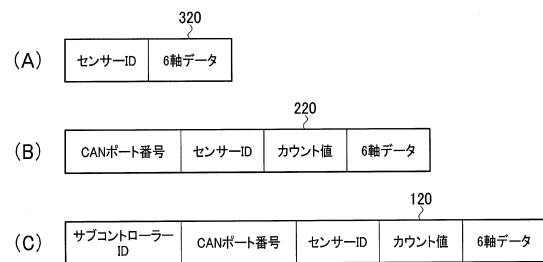 320
(A) センサーID 6軸データ
220
(B) CANポート番号 センサーID カウント値 6軸データ
120
(C) サブコントローラーID CANポート番号 センサーID カウント値 6軸データ